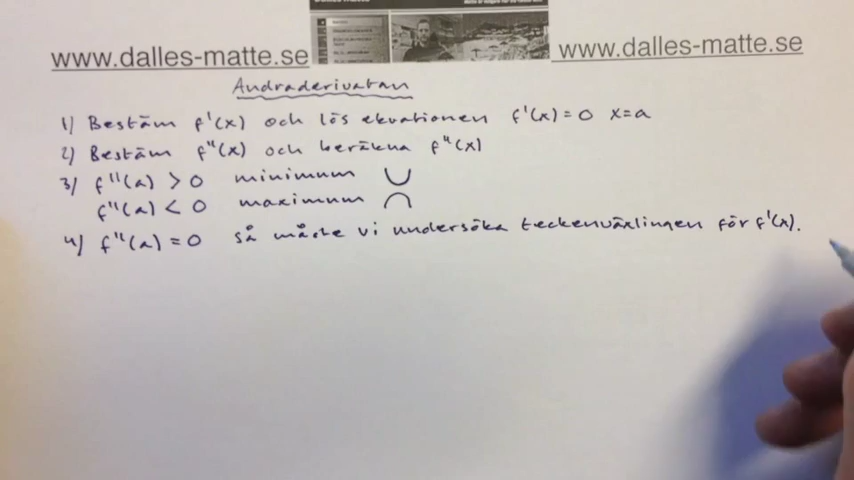 www.dalles-matte.se
www.dalles-matte.se
Andraderivatan
1) Bestäm f'(x) och lös ekvationen f'(x)=0 x=a
2) Bestäm f"(x) och beräkna f"(x)
3) f"(a) > 0 minimum
f"(a) < 0 maximum
4) f"(a) = 0 så måste vi undersöka teckenväxlingen för f'(x).